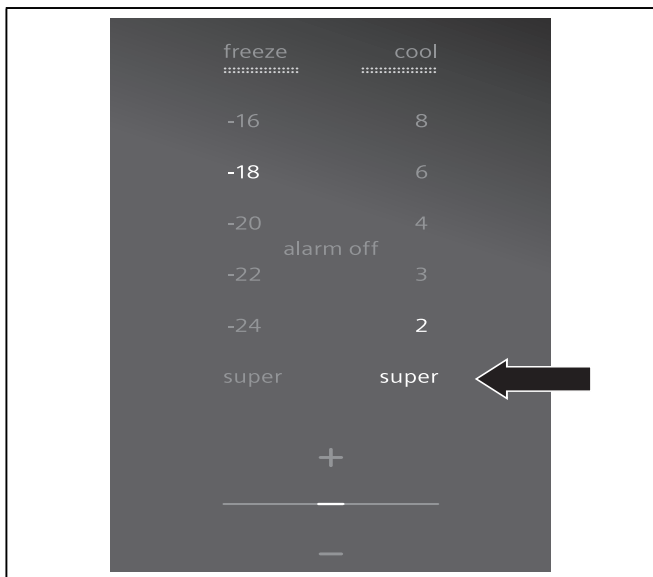 freeze cool
-16 8
-18 6
-20 4
alarm off
-22 3
-24 2
super super
+
−